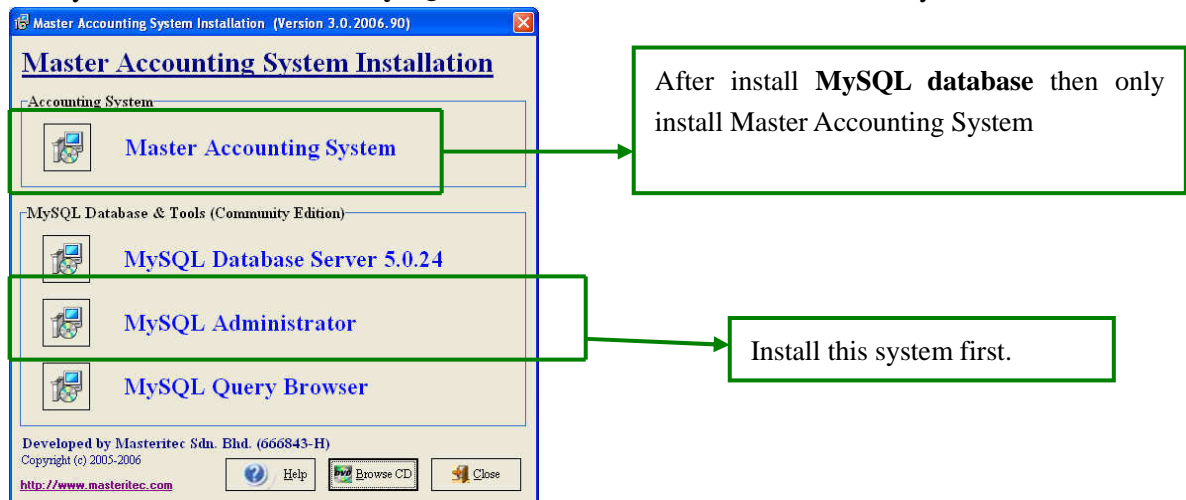 Master Accounting System Installation (Version 3.0.2006.90)
Master Accounting System Installation
Accounting System
Master Accounting System
After install MySQL database then only
install Master Accounting System
MySQL Database & Tools (Community Edition)
MySQL Database Server 5.0.24
MySQL Administrator
Install this system first.
MySQL Query Browser
Developed by Masteritec Sdn. Bhd. (666843-H)
Copyright (c) 2005-2006
http://www.masteritec.com
Help
Browse CD
Close